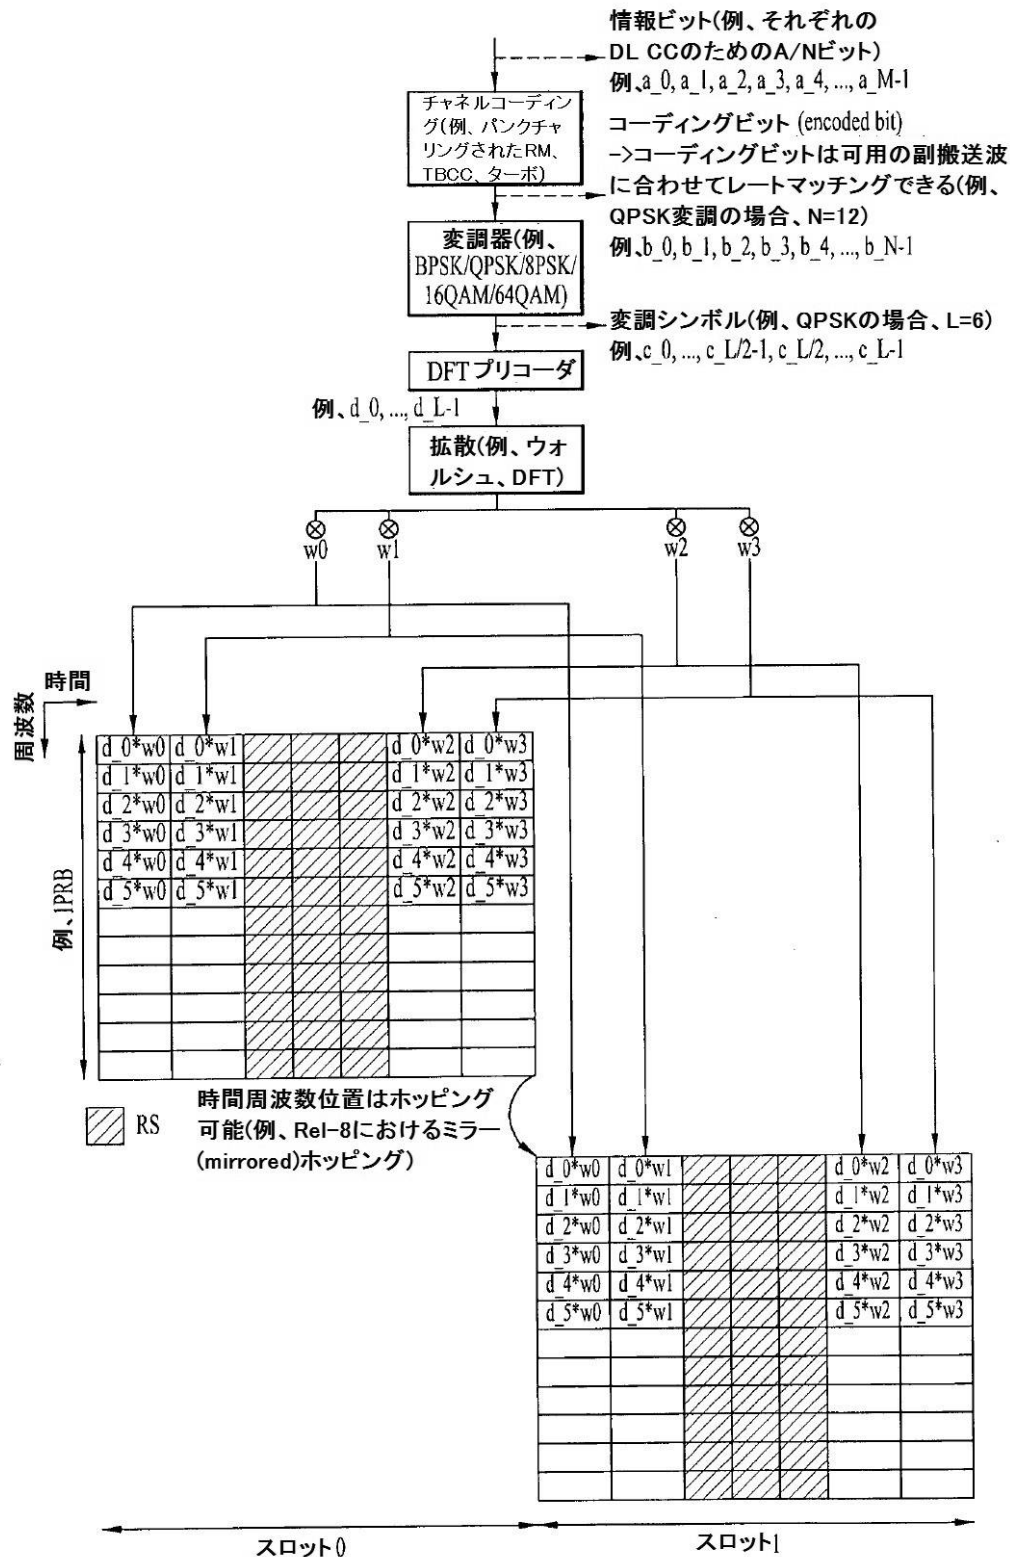 情報ビット(例、それぞれの
DL CCのためのA/Nビット)
例、a_0, a_1, a_2, a_3, a_4, ..., a_M-1
チャネルコーディン
グ(例、パンクチャ
リングされたRM、
TBCC、ターボ)
コーディングビット (encoded bit)
->コーディングビットは可用の副搬送波
に合わせてレートマッチングできる(例、
QPSK変調の場合、N=12)
例、b_0, b_1, b_2, b_3, b_4, ..., b_N-1
変調器(例、
BPSK/QPSK/8PSK/
16QAM/64QAM)
変調シンボル(例、QPSKの場合、L=6)
例、c_0, ..., c_L/2-1, c_L/2, ..., c_L-1
DFTプリコーダ
例、d_0, ..., d_L-1
拡散(例、ウォ
ルシュ、DFT)
w0 w1 w2 w3
時間
周波数
d_0*w0 d_0*w1 d_0*w2 d_0*w3
d_1*w0 d_1*w1 d_1*w2 d_1*w3
d_2*w0 d_2*w1 d_2*w2 d_2*w3
d_3*w0 d_3*w1 d_3*w2 d_3*w3
d_4*w0 d_4*w1 d_4*w2 d_4*w3
d_5*w0 d_5*w1 d_5*w2 d_5*w3
例、1PRB
RS
時間周波数位置はホッピング
可能(例、Rel-8におけるミラー
(mirrored)ホッピング)
d_0*w0 d_0*w1 d_0*w2 d_0*w3
d_1*w0 d_1*w1 d_1*w2 d_1*w3
d_2*w0 d_2*w1 d_2*w2 d_2*w3
d_3*w0 d_3*w1 d_3*w2 d_3*w3
d_4*w0 d_4*w1 d_4*w2 d_4*w3
d_5*w0 d_5*w1 d_5*w2 d_5*w3
スロット0
スロット1